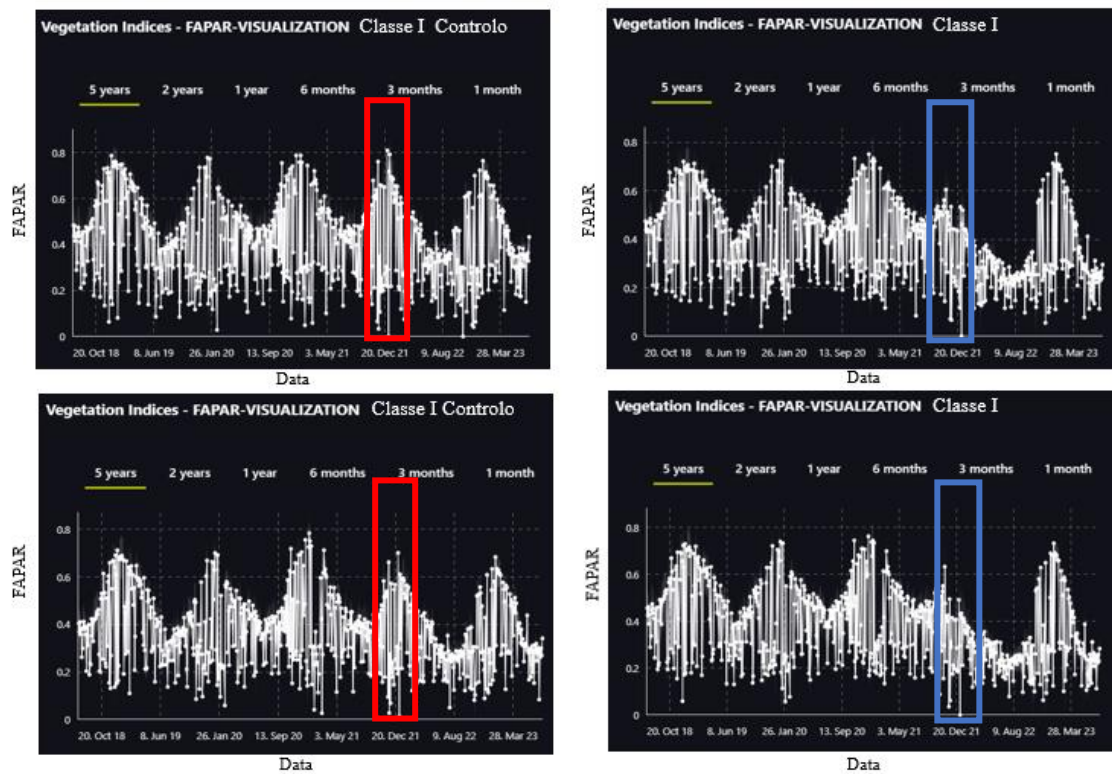 Vegetation Indices - FAPAR-VISUALIZATION Classe I Controlo
5 years 2 years 1 year 6 months 3 months 1 month
FAPAR
0.8
0.6
0.4
0.2
0
20. Oct 18 8. Jun 19 26. Jan 20 13. Sep 20 3. May 21 20. Dec 21 9. Aug 22 28. Mar 23
Data
Vegetation Indices - FAPAR-VISUALIZATION Classe I
5 years 2 years 1 year 6 months 3 months 1 month
FAPAR
0.8
0.6
0.4
0.2
0
20. Oct 18 8. Jun 19 26. Jan 20 13. Sep 20 3. May 21 20. Dec 21 9. Aug 22 28. Mar 23
Data
Vegetation Indices - FAPAR-VISUALIZATION Classe I Controlo
5 years 2 years 1 year 6 months 3 months 1 month
FAPAR
0.8
0.6
0.4
0.2
0
20. Oct 18 8. Jun 19 26. Jan 20 13. Sep 20 3. May 21 20. Dec 21 9. Aug 22 28. Mar 23
Data
Vegetation Indices - FAPAR-VISUALIZATION Classe I
5 years 2 years 1 year 6 months 3 months 1 month
FAPAR
0.8
0.6
0.4
0.2
0
20. Oct 18 8. Jun 19 26. Jan 20 13. Sep 20 3. May 21 20. Dec 21 9. Aug 22 28. Mar 23
Data